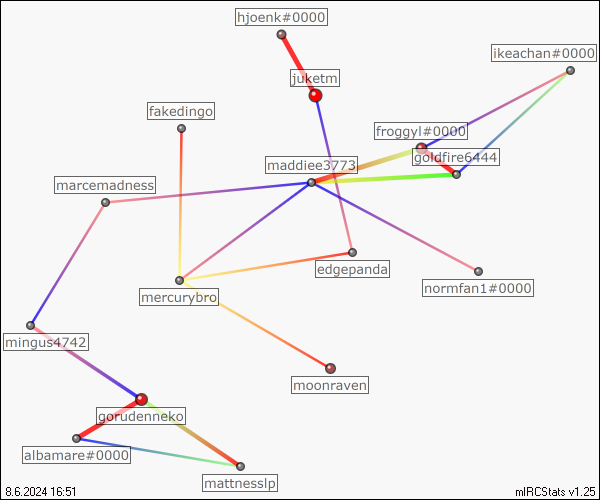 hjoenk#0000
ikeachan#0000
juketm
fakedingo
froggyl#0000
goldfire6444
maddiee3773
marcemadness
edgepanda
normfan1#0000
mercurybro
mingus4742
moonraven
gorudenneko
albamare#0000
mattnesslp
8.6.2024 16:51
mIRCStats v1.25